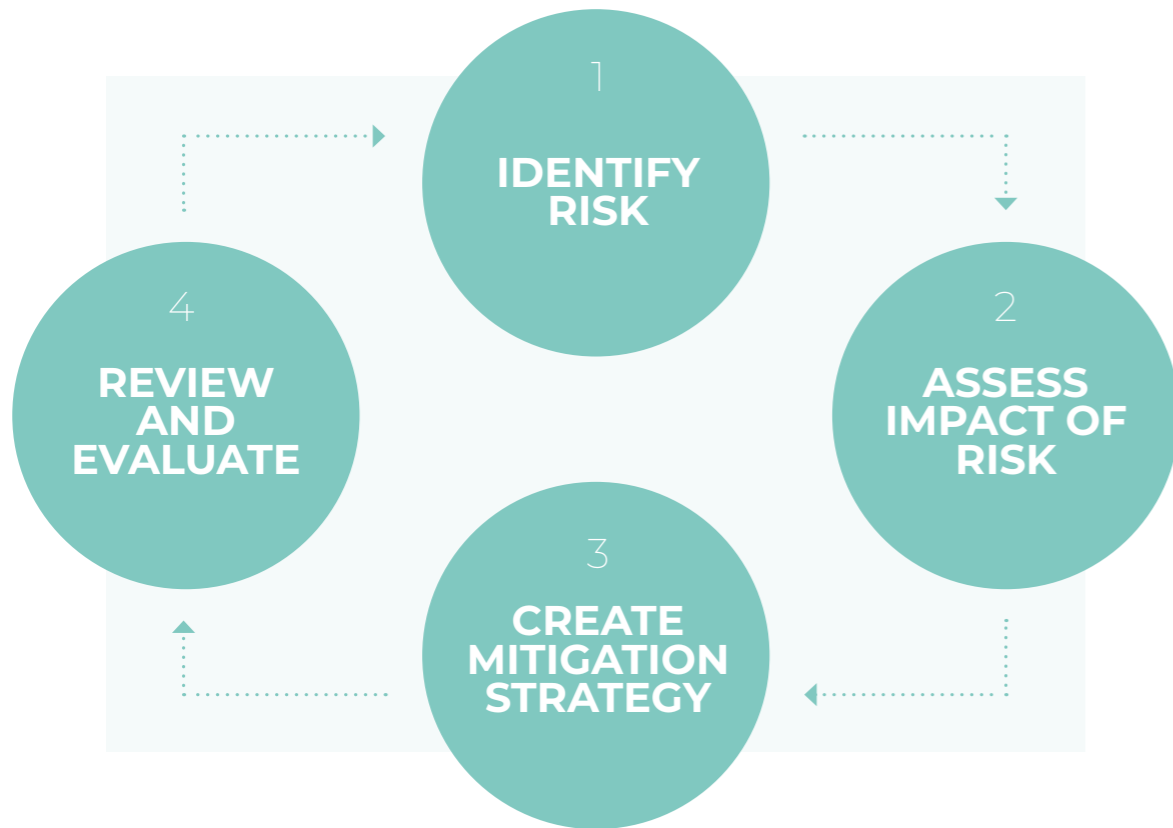 1
IDENTIFY
RISK
2
ASSESS
IMPACT OF
RISK
3
CREATE
MITIGATION
STRATEGY
4
REVIEW
AND
EVALUATE